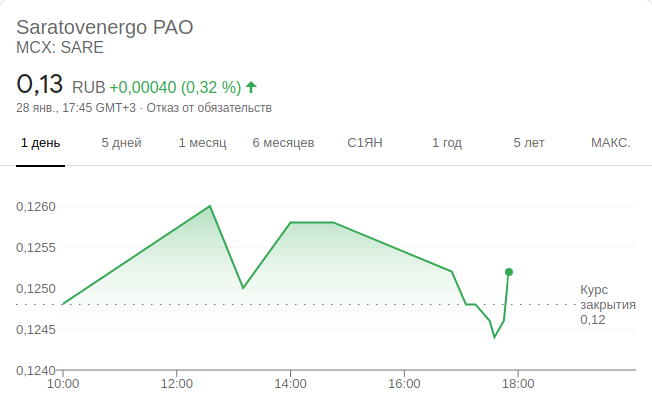 Saratovenergo PAO
MCX: SARE
0,13 RUB +0,00040 (0,32 %)
28 янв., 17:45 GMT+3 · Отказ от обязательств
1 день 5 дней 1 месяц 6 месяцев С1ЯН 1 год 5 лет МАКС.
0,1260
0,1255
0,1250
0,1245
0,1240
Курс
закрытия
0,12
10:00 12:00 14:00 16:00 18:00